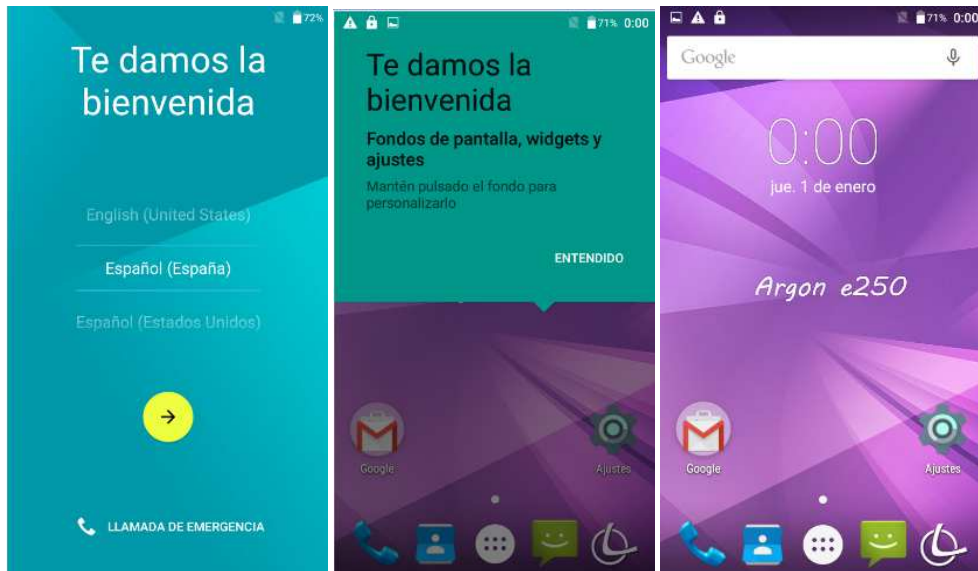 72%
Te damos la
bienvenida
English (United States)
Español (España)
Español (Estados Unidos)
LLAMADA DE EMERGENCIA
71% 0:00
Te damos la
bienvenida
Fondos de pantalla, widgets y
ajustes
Mantén pulsado el fondo para
personalizarlo
ENTENDIDO
Google
Ajustes
71% 0:00
Google
0:00
jue. 1 de enero
Argon e250
Google
Ajustes